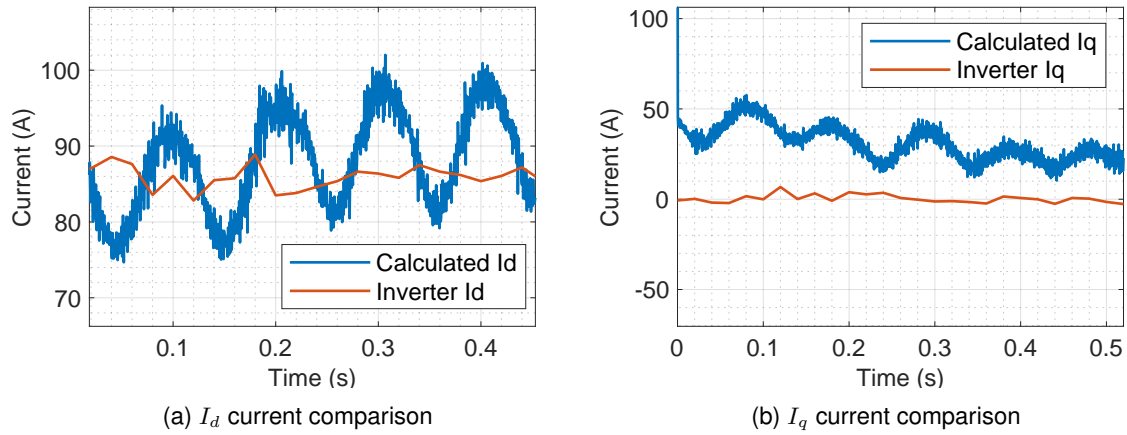 100
90
80
70
Current (A)
Calculated Id
Inverter Id
0.1 0.2 0.3 0.4
Time (s)
(a) I_d current comparison
100
50
0
-50
Current (A)
Calculated Iq
Inverter Iq
0 0.1 0.2 0.3 0.4 0.5
Time (s)
(b) I_q current comparison